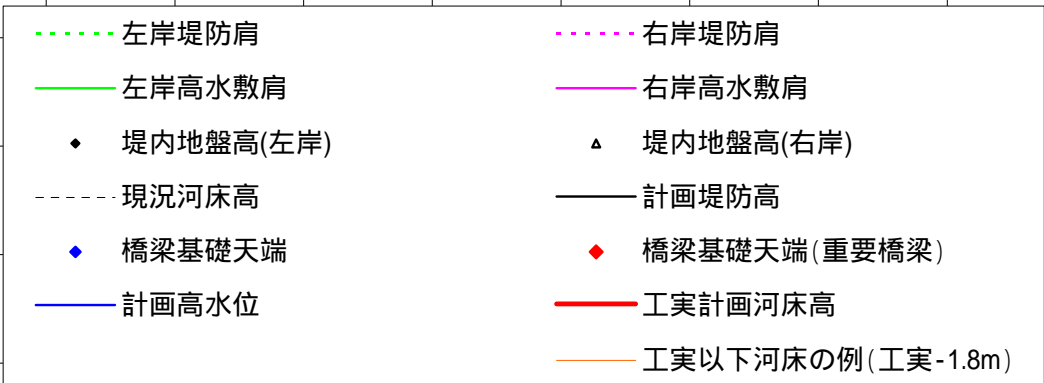 左岸堤防肩 右岸堤防肩
左岸高水敷肩 右岸高水敷肩
堤内地盤高(左岸) 堤内地盤高(右岸)
現況河床高 計画堤防高
橋梁基礎天端 橋梁基礎天端(重要橋梁)
計画高水位 工実計画河床高
工実以下河床の例(工実-1.8m)